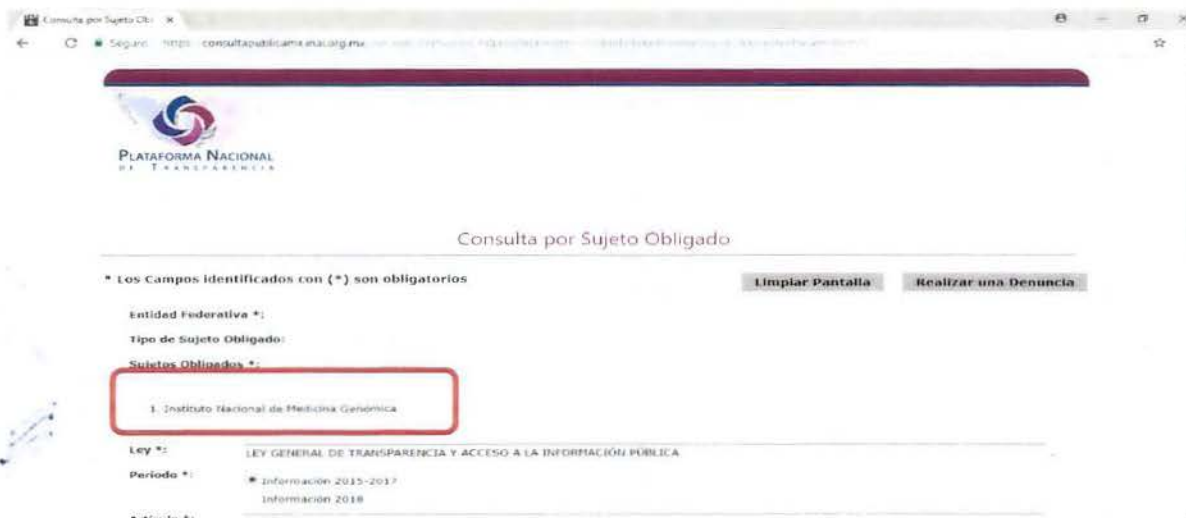 Consulta por Sujeto Obl
Seguro https consultapublicamx.inai.org.mx
PLATAFORMA NACIONAL
DE TRANSPARENCIA
Consulta por Sujeto Obligado
* Los Campos identificados con (*) son obligatorios
Limpiar Pantalla Realizar una Denuncia
Entidad Federativa *:
Tipo de Sujeto Obligado:
Sujetos Obligados *:
1. Instituto Nacional de Medicina Genómica
Ley *: LEY GENERAL DE TRANSPARENCIA Y ACCESO A LA INFORMACIÓN PÚBLICA
Periodo *: Información 2015-2017
Información 2018
Artículo *: